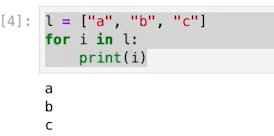 [4]: l = ["a", "b", "c"]
for i in l:
    print(i)
a
b
c